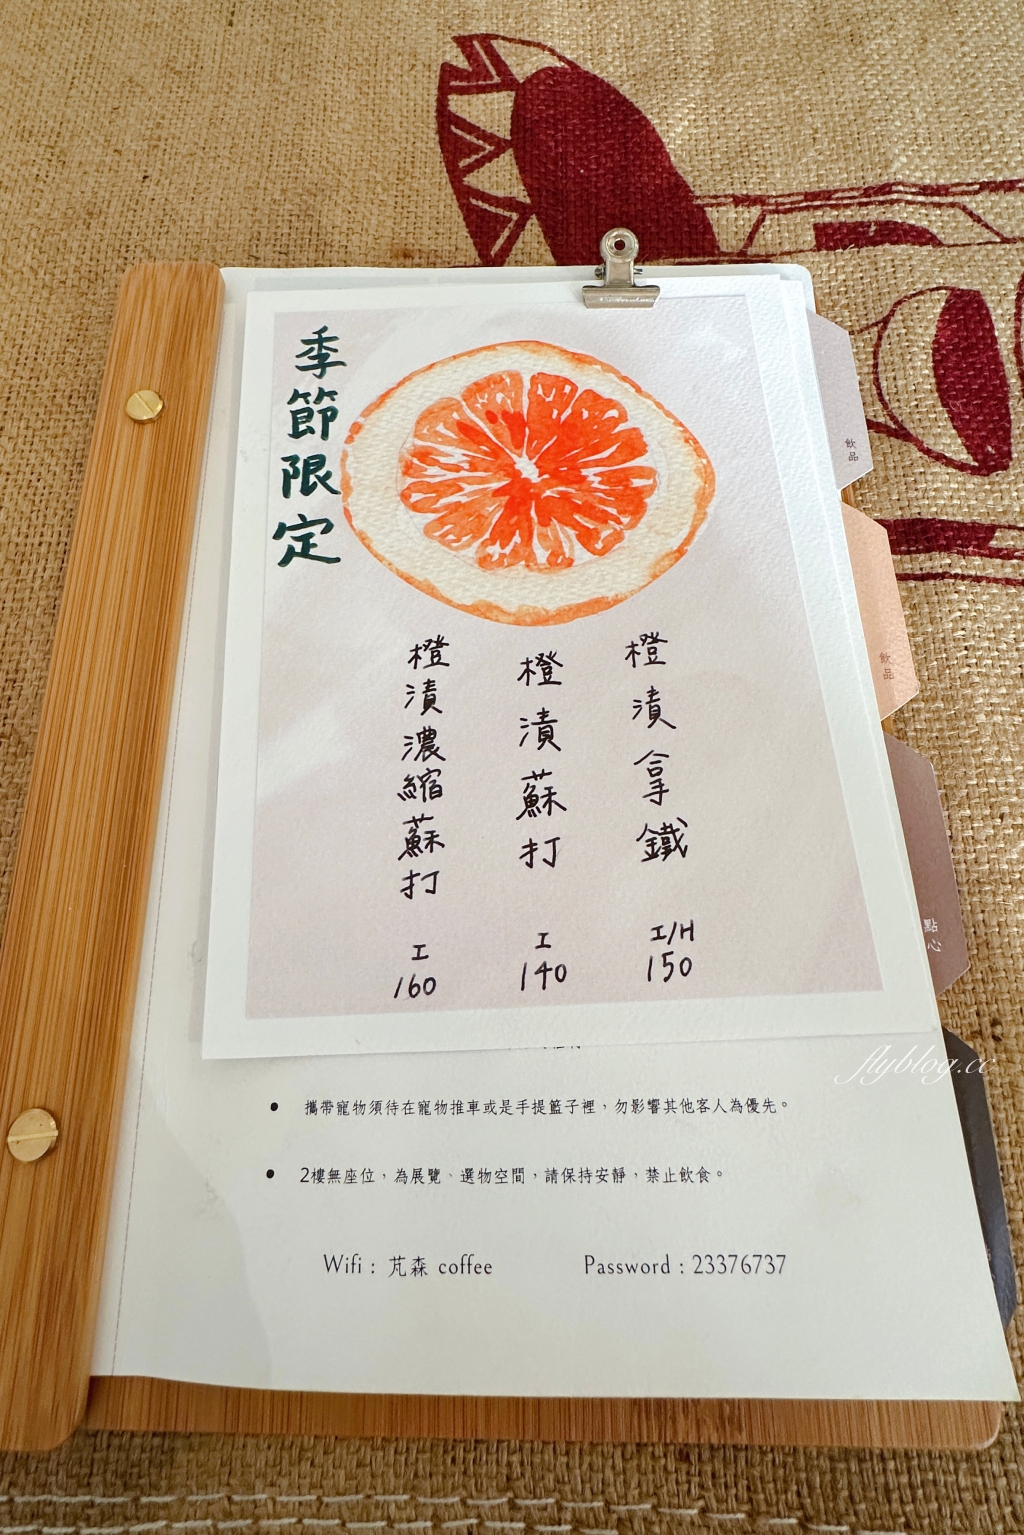 季節限定
橙漬拿鐵
I/H
150
橙漬蘇打
I
140
橙漬濃縮蘇打
I
160
• 攜帶寵物須待在寵物推車或是手提籃子裡，勿影響其他客人為優先。
• 2樓無座位，為展覽、選物空間，請保持安靜，禁止飲食。
Wifi : 芃森 coffee
Password : 23376737
飲品
飲品
點心
flyblog.cc